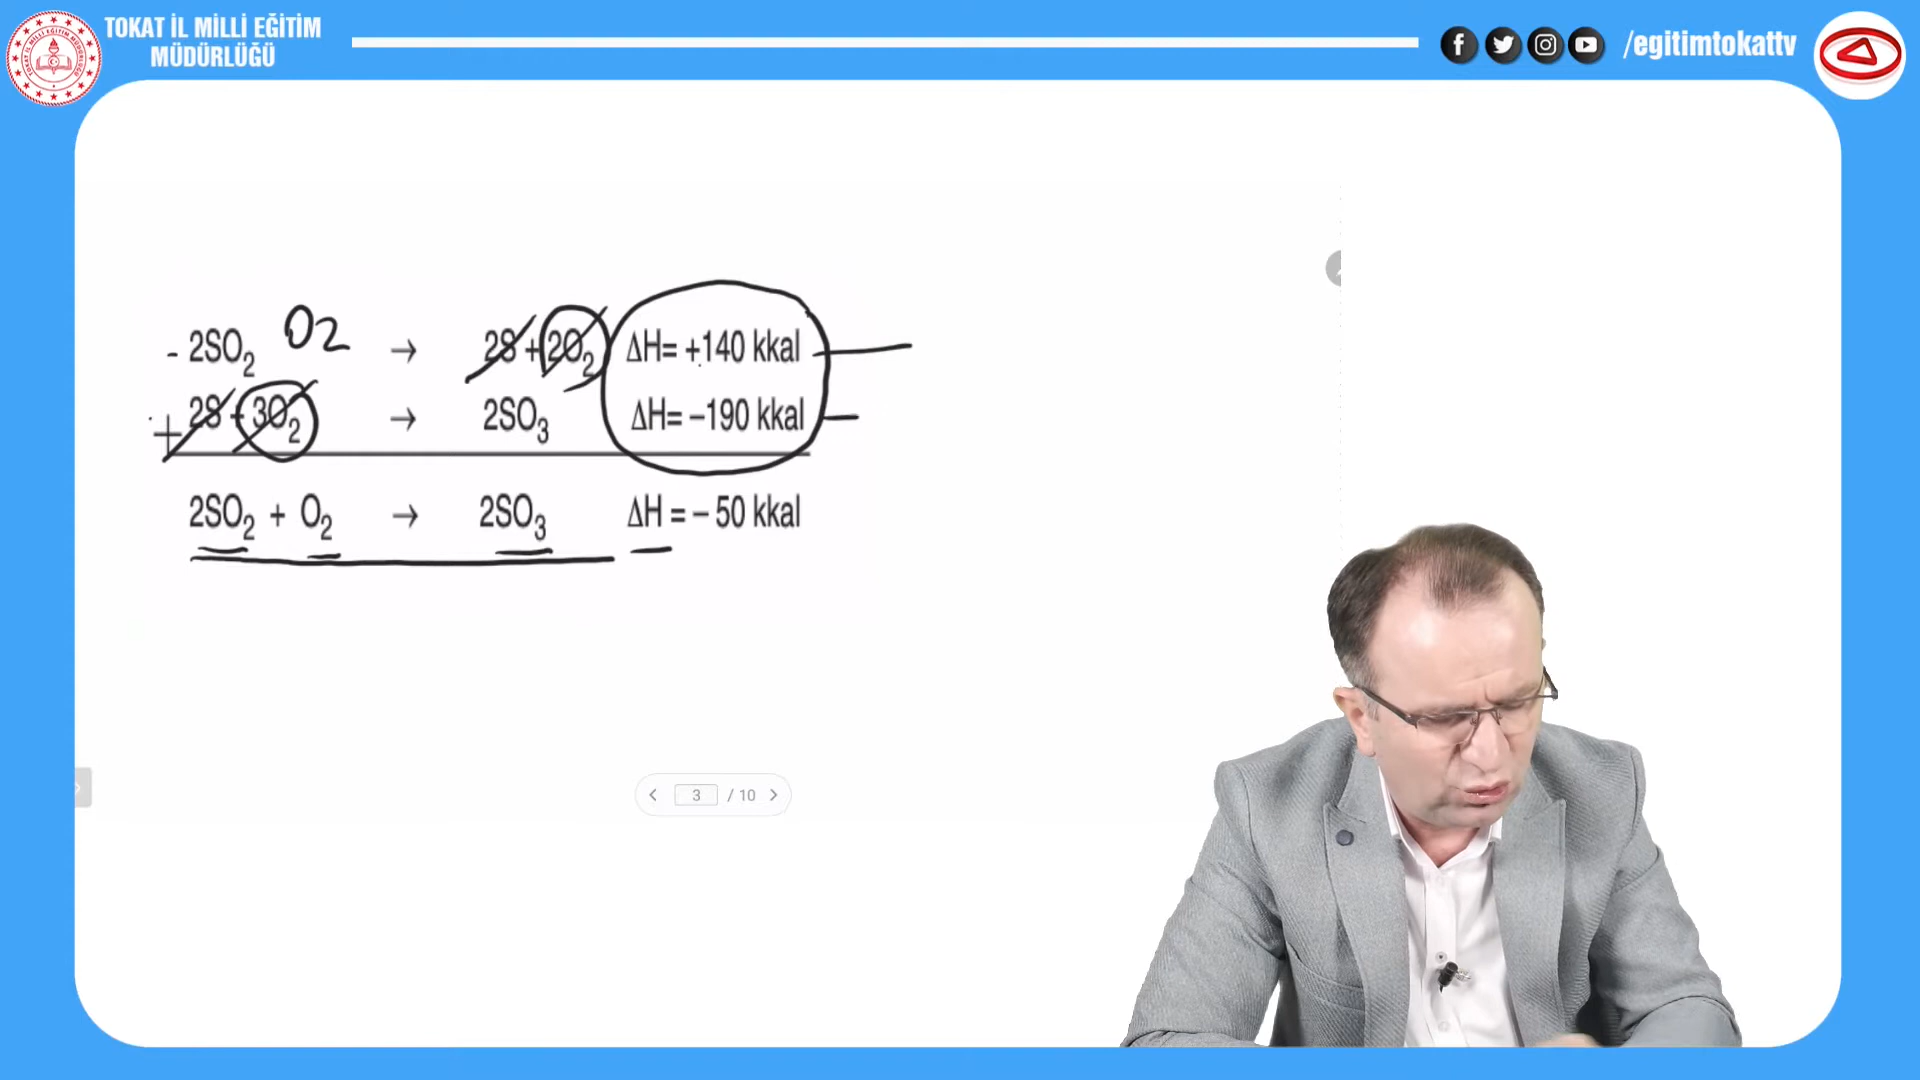 TOKAT İL MİLLİ EĞİTİM
MÜDÜRLÜĞÜ
/egitimtokattv
- 2SO₂ O₂ → 2S + 2O₂ ΔH= +140 kkal
+ 2S + 3O₂ → 2SO₃ ΔH= –190 kkal
2SO₂ + O₂ → 2SO₃ ΔH = – 50 kkal
3 / 10